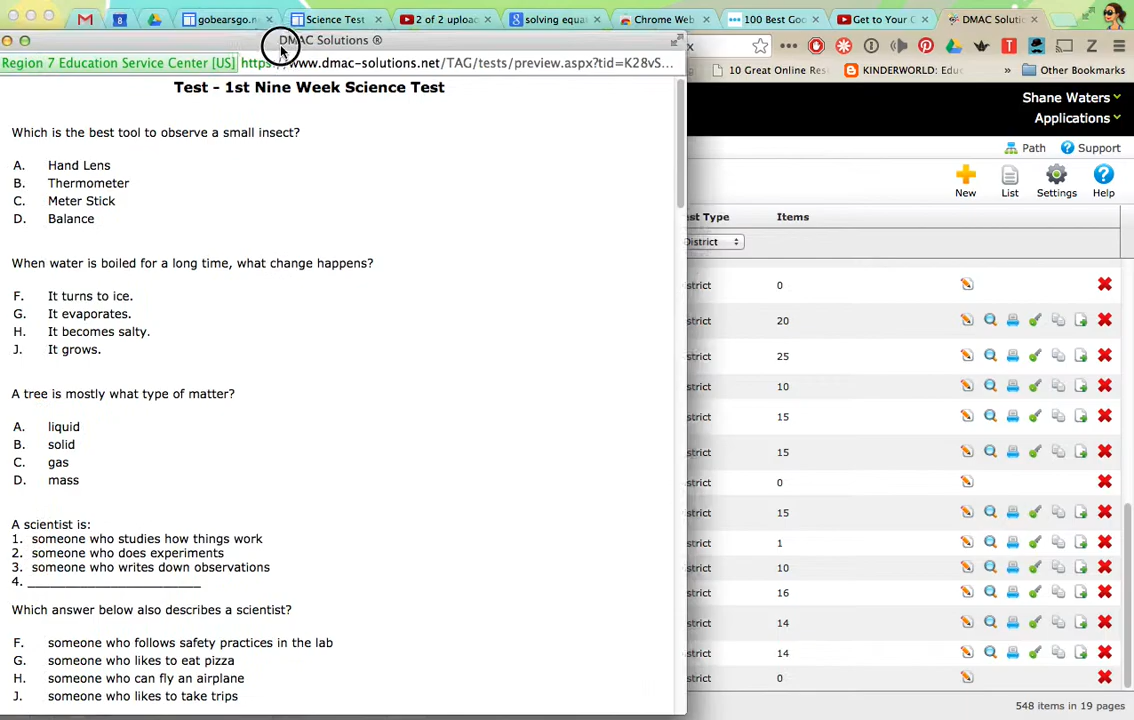 gobearsgo.n
Science Test
2 of 2 upload
solving equa
Chrome Web
100 Best Goo
Get to Your C
DMAC Soluti
DMAC Solutions ®
Region 7 Education Service Center [US] https://www.dmac-solutions.net/TAG/tests/preview.aspx?tid=K28vS...
10 Great Online Res
KINDERWORLD: Eig
» Other Bookmarks
Test - 1st Nine Week Science Test
Which is the best tool to observe a small insect?
A. Hand Lens
B. Thermometer
C. Meter Stick
D. Balance
When water is boiled for a long time, what change happens?
F. It turns to ice.
G. It evaporates.
H. It becomes salty.
J. It grows.
A tree is mostly what type of matter?
A. liquid
B. solid
C. gas
D. mass
A scientist is:
1. someone who studies how things work
2. someone who does experiments
3. someone who writes down observations
4. ______________________
Which answer below also describes a scientist?
F. someone who follows safety practices in the lab
G. someone who likes to eat pizza
H. someone who can fly an airplane
J. someone who likes to take trips
Shane Waters
Applications
Path Support
New List Settings Help
est Type Items
District
strict 0
strict 20
strict 25
strict 10
strict 15
strict 15
strict 0
strict 15
strict 1
strict 10
strict 16
strict 14
strict 14
strict 0
548 items in 19 pages